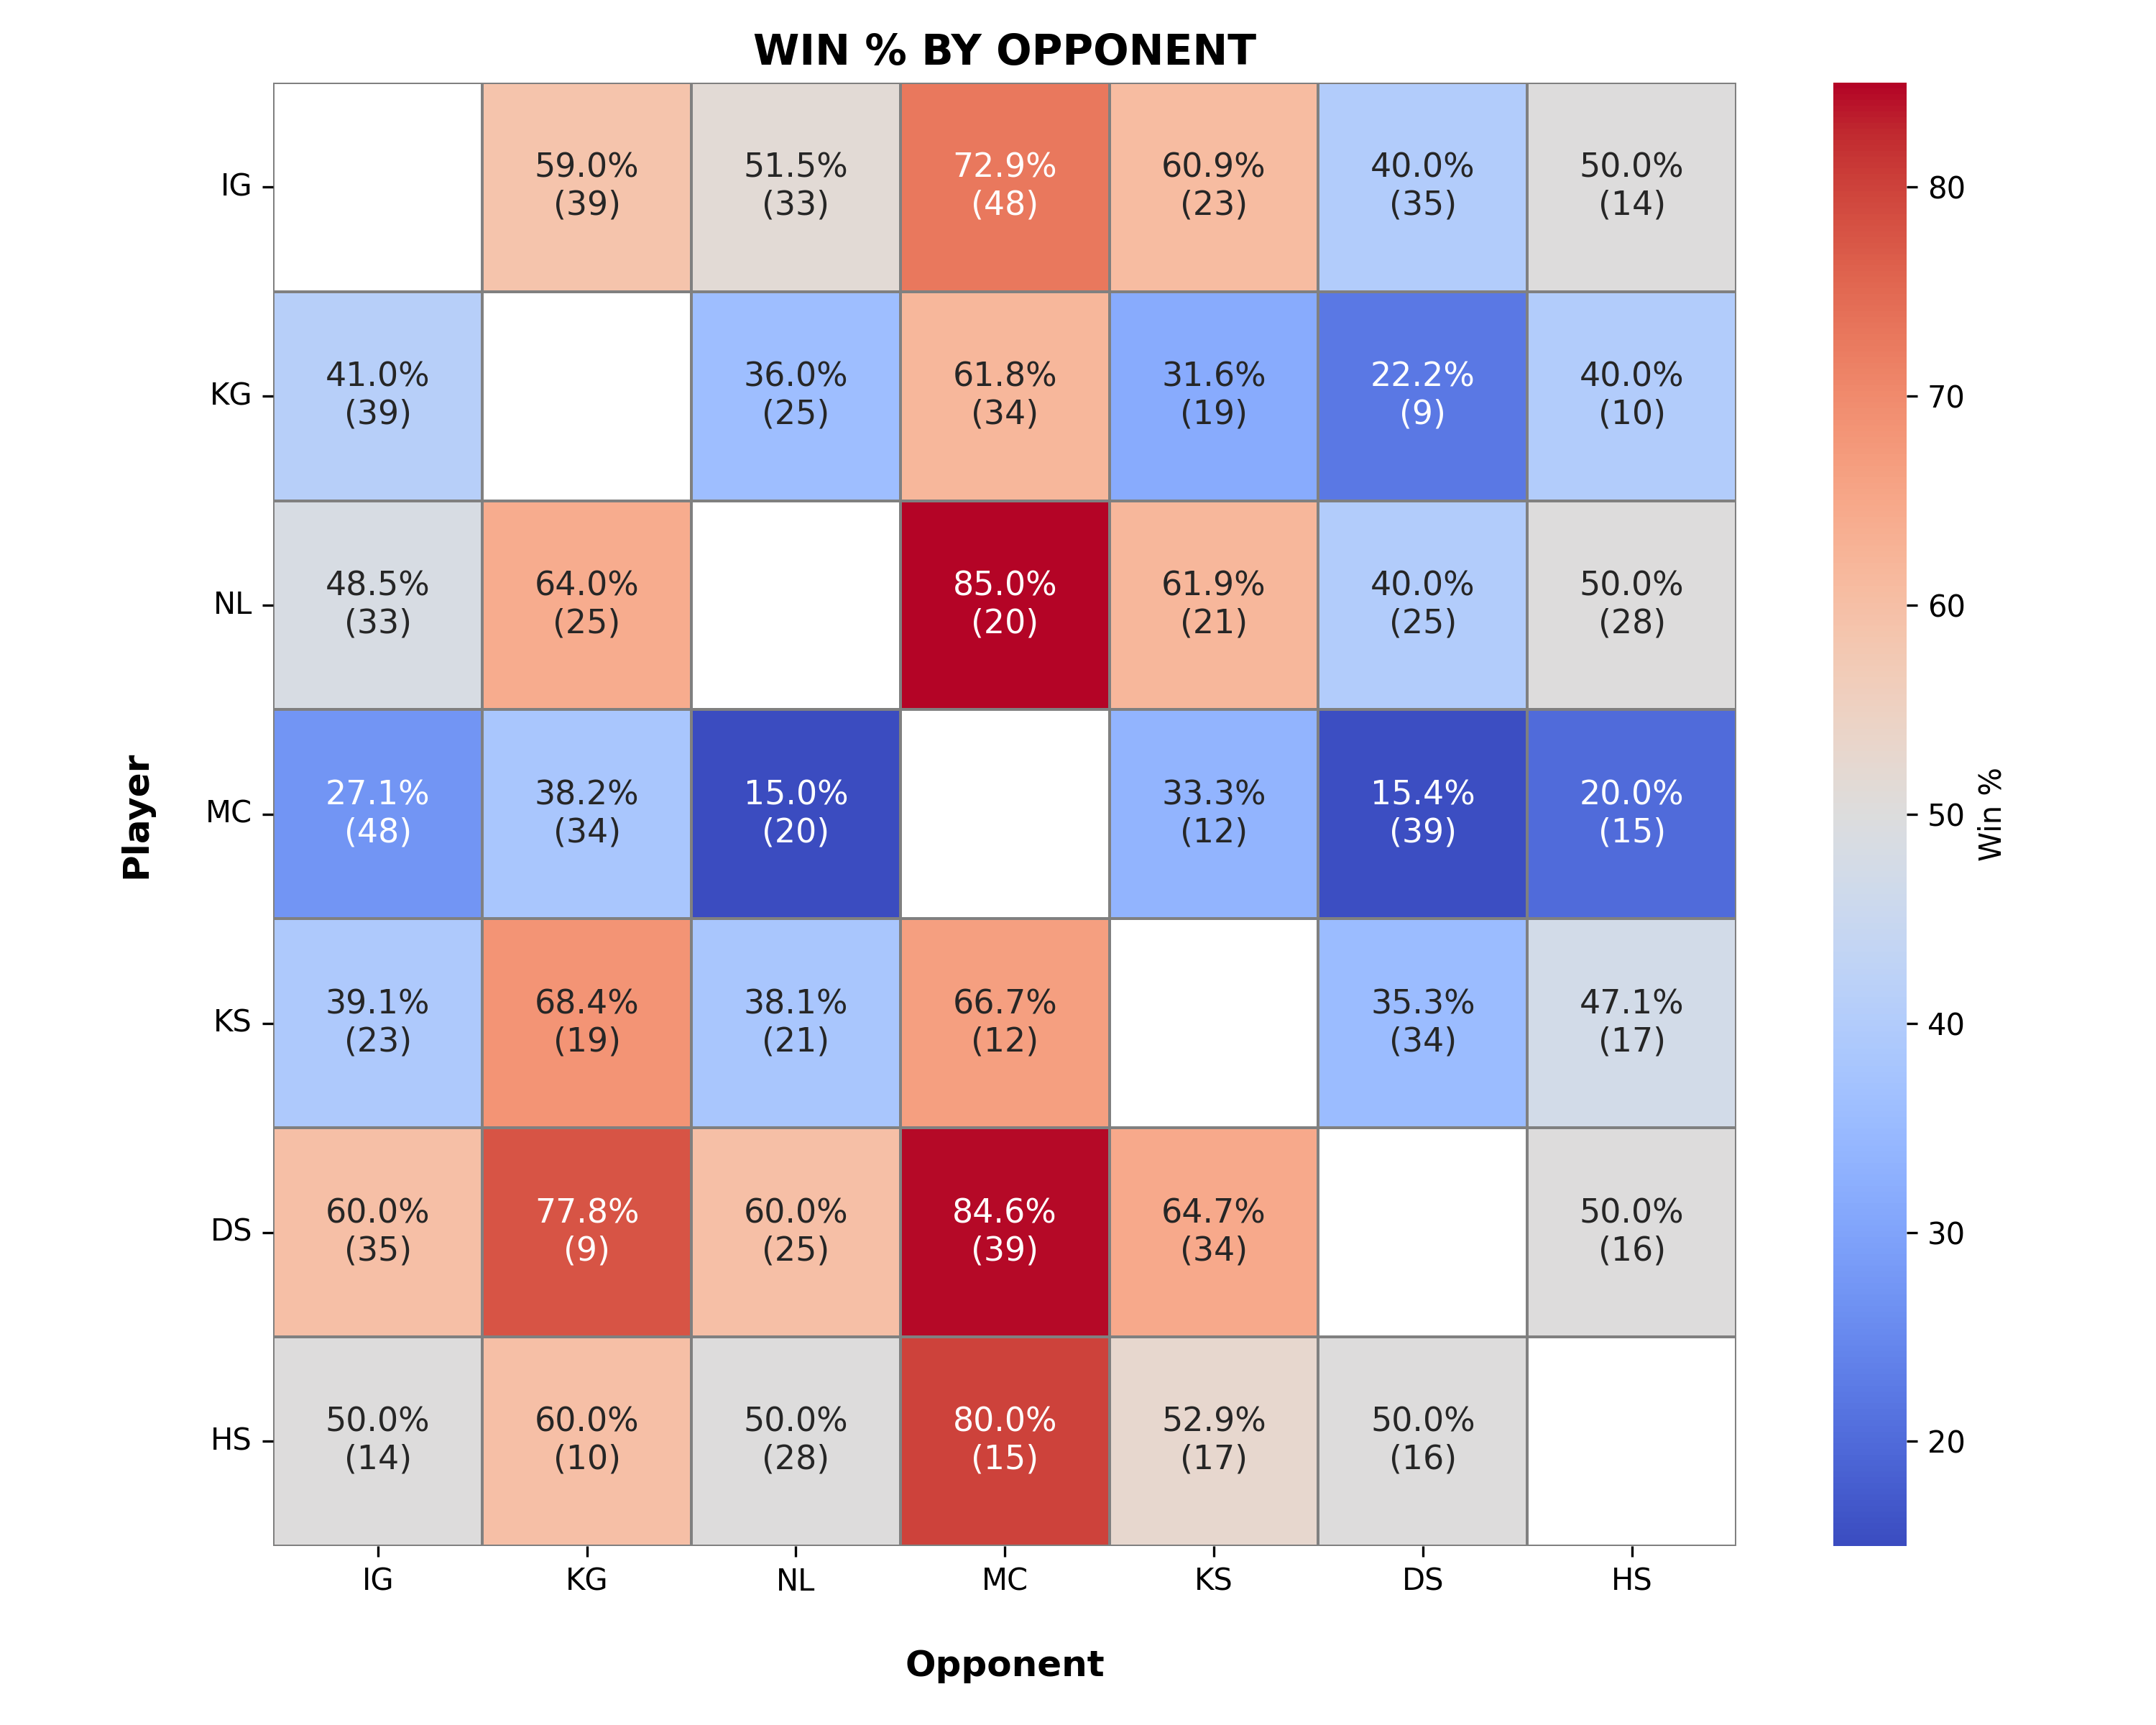 WIN % BY OPPONENT
IG
59.0% 51.5% 72.9% 60.9% 40.0% 50.0%
(39) (33) (48) (23) (35) (14)
KG
41.0% 36.0% 61.8% 31.6% 22.2% 40.0%
(39) (25) (34) (19) (9) (10)
NL
48.5% 64.0% 85.0% 61.9% 40.0% 50.0%
(33) (25) (20) (21) (25) (28)
MC
27.1% 38.2% 15.0% 33.3% 15.4% 20.0%
(48) (34) (20) (12) (39) (15)
KS
39.1% 68.4% 38.1% 66.7% 35.3% 47.1%
(23) (19) (21) (12) (34) (17)
DS
60.0% 77.8% 60.0% 84.6% 64.7% 50.0%
(35) (9) (25) (39) (34) (16)
HS
50.0% 60.0% 50.0% 80.0% 52.9% 50.0%
(14) (10) (28) (15) (17) (16)
IG KG NL MC KS DS HS
Player
Opponent
80
70
60
50
40
30
20
Win %